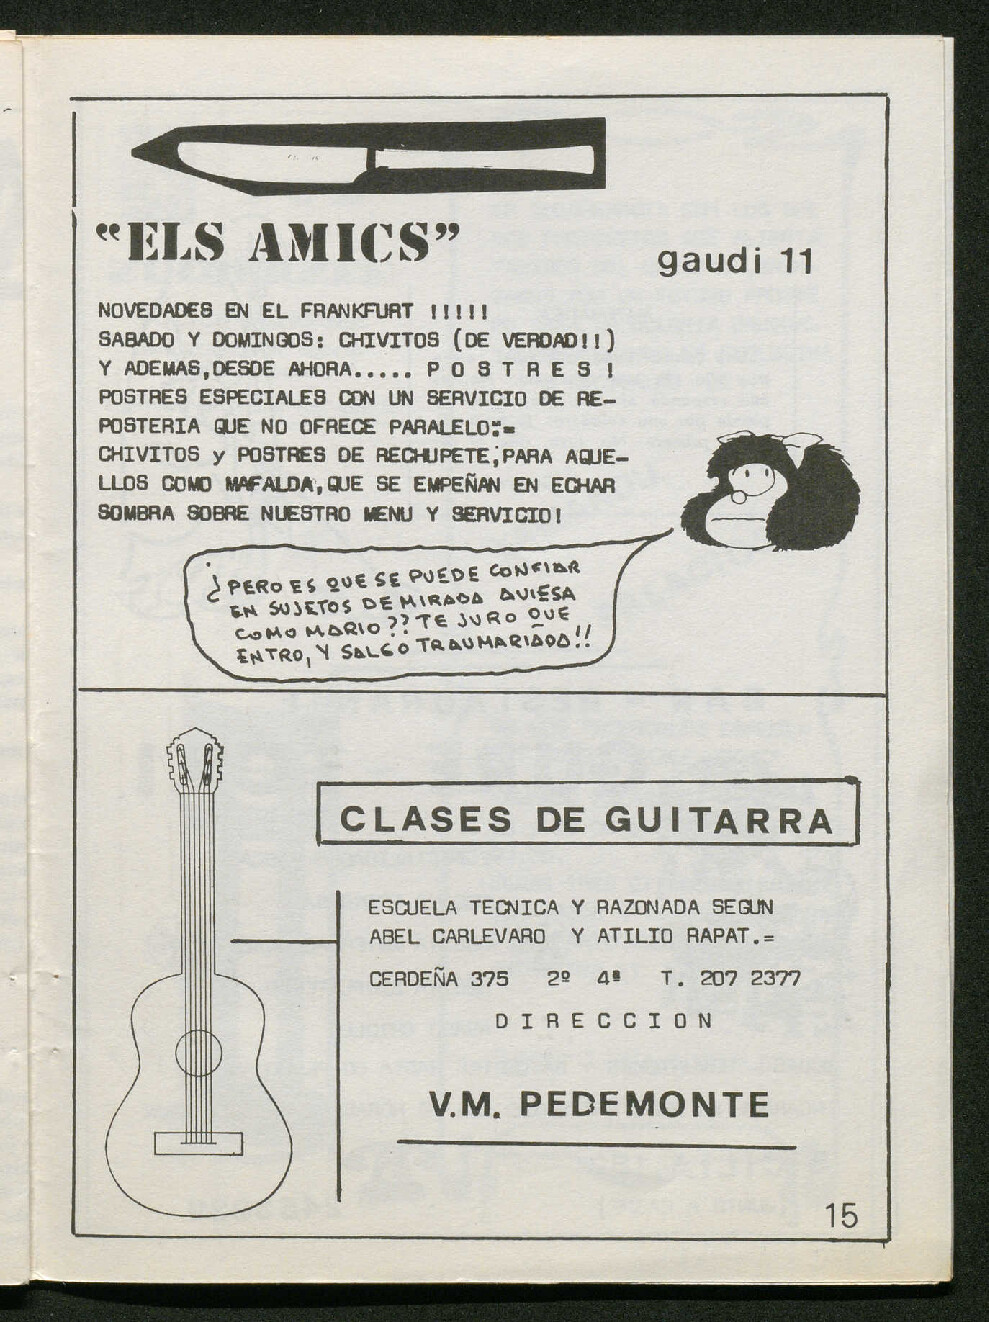 “ELS AMICS”
gaudi 11
NOVEDADES EN EL FRANKFURT !!!!!
SABADO Y DOMINGOS: CHIVITOS (DE VERDAD!!)
Y ADEMAS,DESDE AHORA..... P O S T R E S !
POSTRES ESPECIALES CON UN SERVICIO DE RE-
POSTERIA QUE NO OFRECE PARALELO:=
CHIVITOS y POSTRES DE RECHUPETE;PARA AQUE-
LLOS COMO MAFALDA,QUE SE EMPEÑAN EN ECHAR
SOMBRA SOBRE NUESTRO MENU Y SERVICIO!
¿PERO ES QUE SE PUEDE CONFIAR
EN SUJETOS DE MIRADA AVIESA
COMO MARIO?? TE JURO QUE
ENTRO, Y SALGO TRAUMARIADA!!
CLASES DE GUITARRA
ESCUELA TECNICA Y RAZONADA SEGUN
ABEL CARLEVARO Y ATILIO RAPAT.=
CERDEÑA 375 2º 4ª T. 207 2377
D I R E C C I O N
V.M. PEDEMONTE
15